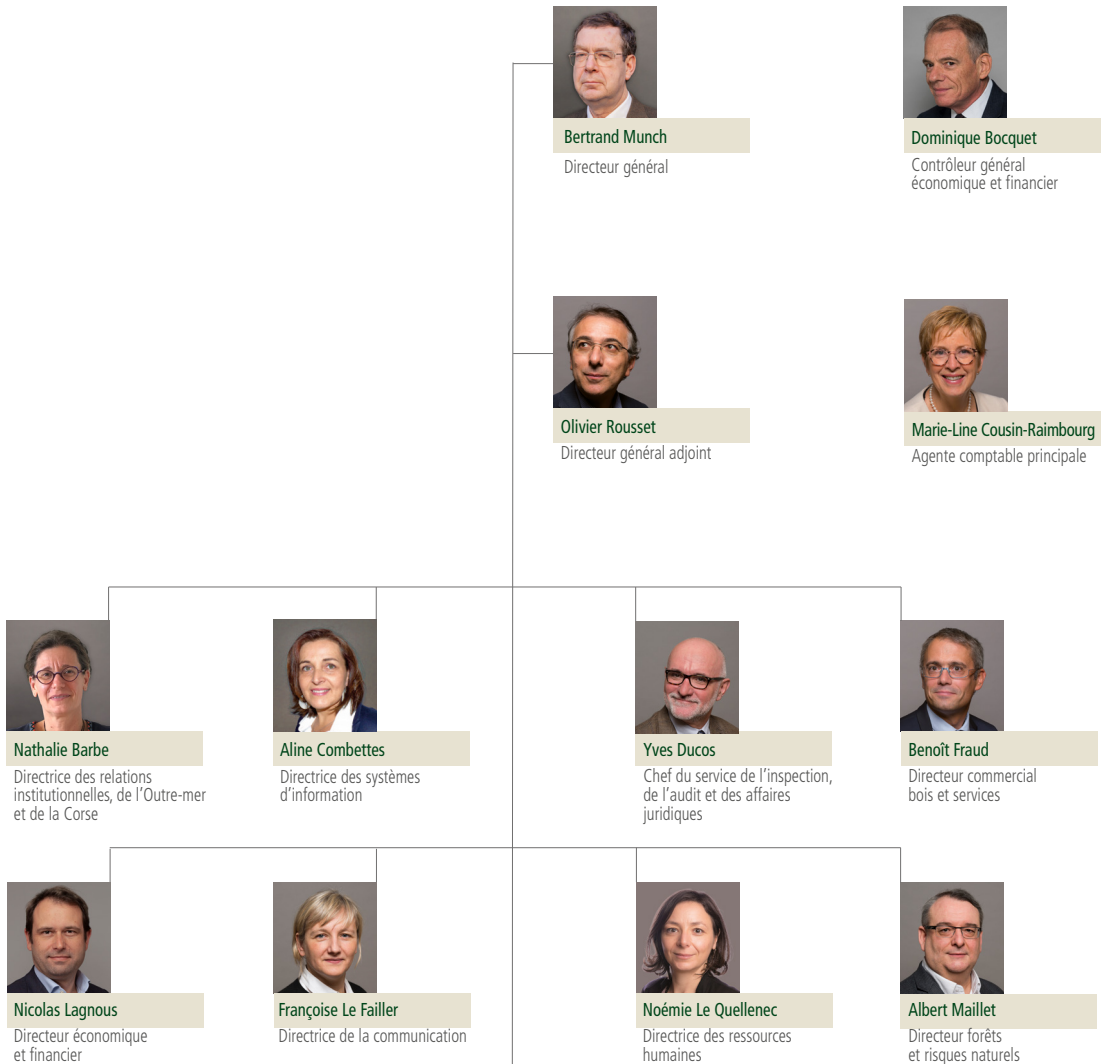 Bertrand Munch
Directeur général
Dominique Bocquet
Contrôleur général
économique et financier
Olivier Rousset
Directeur général adjoint
Marie-Line Cousin-Raimbourg
Agente comptable principale
Nathalie Barbe
Directrice des relations
institutionnelles, de l'Outre-mer
et de la Corse
Aline Combettes
Directrice des systèmes
d'information
Yves Ducos
Chef du service de l'inspection,
de l'audit et des affaires
juridiques
Benoît Fraud
Directeur commercial
bois et services
Nicolas Lagnous
Directeur économique
et financier
Françoise Le Failler
Directrice de la communication
Noémie Le Quellenec
Directrice des ressources
humaines
Albert Maillet
Directeur forêts
et risques naturels